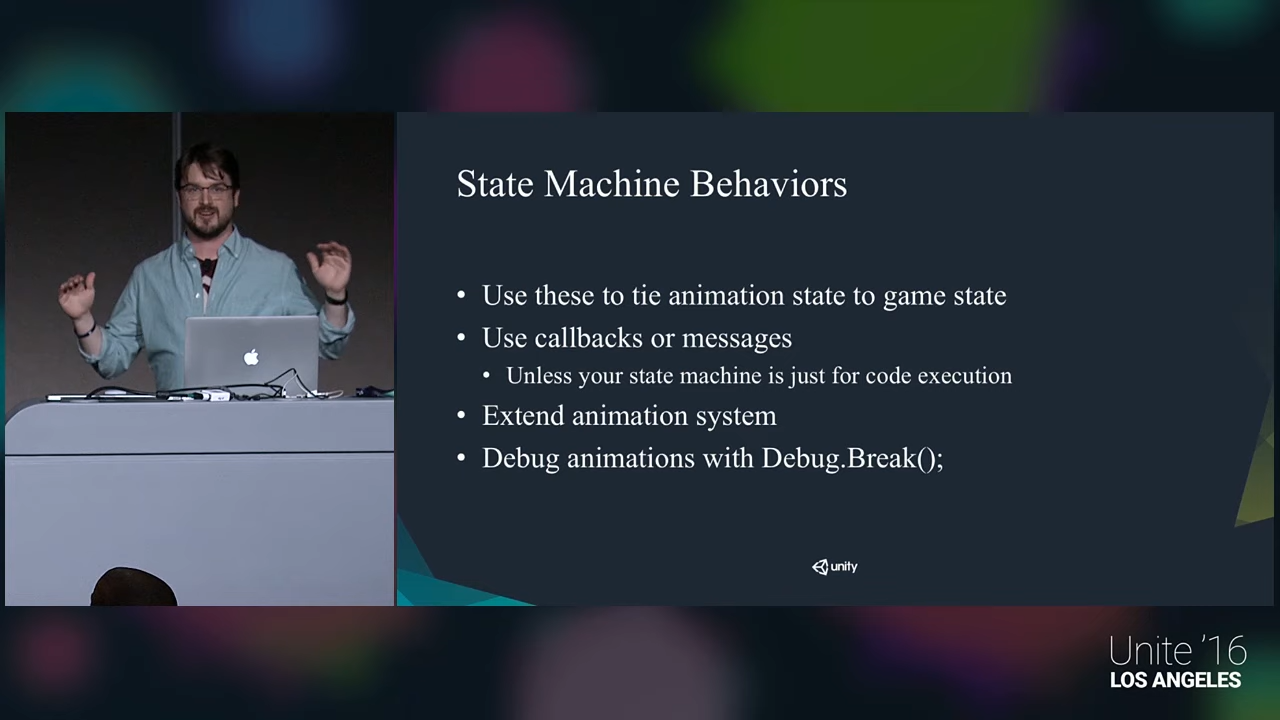 State Machine Behaviors
• Use these to tie animation state to game state
• Use callbacks or messages
• Unless your state machine is just for code execution
• Extend animation system
• Debug animations with Debug.Break();
unity
Unite '16
LOS ANGELES